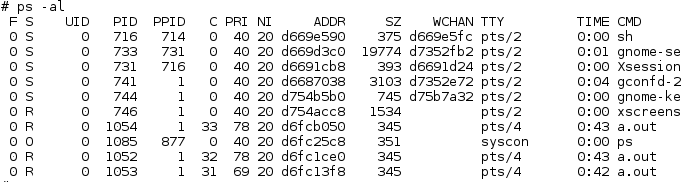 # ps -al
F S UID PID PPID C PRI NI ADDR SZ WCHAN TTY TIME CMD
0 S 0 716 714 0 40 20 d669e590 375 d669e5fc pts/2 0:00 sh
0 S 0 733 731 0 40 20 d669d3c0 19774 d7352fb2 pts/2 0:01 gnome-se
0 S 0 731 716 0 40 20 d6691cb8 393 d6691d24 pts/2 0:00 Xsession
0 S 0 741 1 0 40 20 d6687038 3103 d7352e72 pts/2 0:04 gconfd-2
0 S 0 744 1 0 40 20 d754b5b0 745 d75b7a32 pts/2 0:00 gnome-ke
0 R 0 746 1 0 40 20 d754acc8 1534 pts/2 0:00 xscreens
0 R 0 1054 1 33 78 20 d6fcb050 345 pts/4 0:43 a.out
0 O 0 1085 877 0 40 20 d6fc25c8 351 syscon 0:00 ps
0 R 0 1052 1 32 78 20 d6fc1ce0 345 pts/4 0:43 a.out
0 R 0 1053 1 31 69 20 d6fc13f8 345 pts/4 0:42 a.out